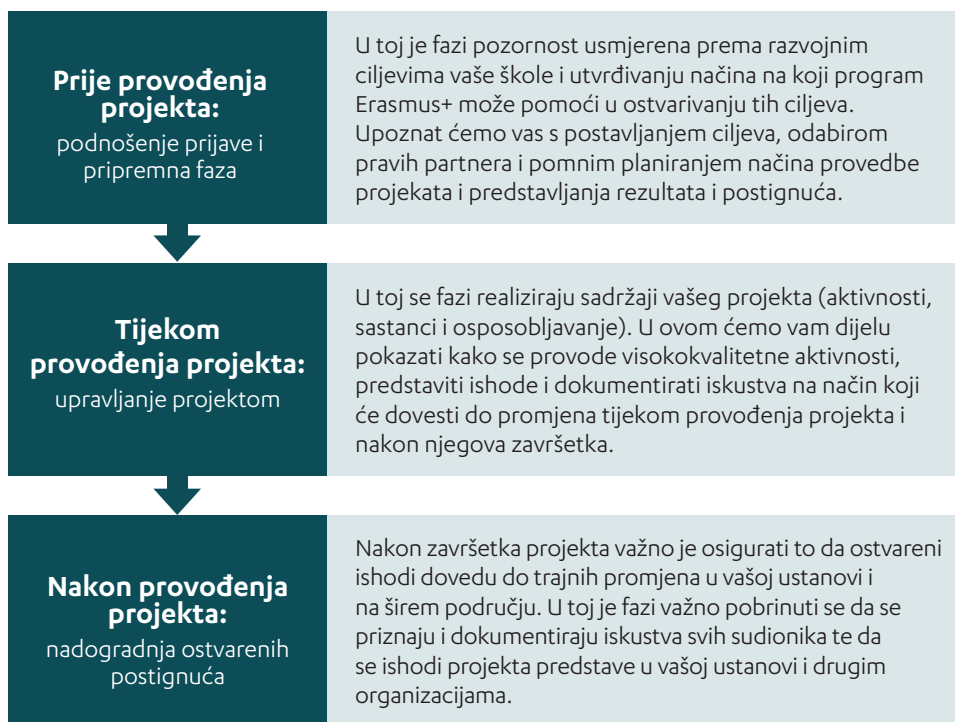 Prije provođenja
projekta:
podnošenje prijave i
pripremna faza
U toj je fazi pozornost usmjerena prema razvojnim
ciljevima vaše škole i utvrđivanju načina na koji program
Erasmus+ može pomoći u ostvarivanju tih ciljeva.
Upoznat ćemo vas s postavljanjem ciljeva, odabirom
pravih partnera i pomnim planiranjem načina provedbe
projekata i predstavljanja rezultata i postignuća.
Tijekom
provođenja projekta:
upravljanje projektom
U toj se fazi realiziraju sadržaji vašeg projekta (aktivnosti,
sastanci i osposobljavanje). U ovom ćemo vam dijelu
pokazati kako se provode visokokvalitetne aktivnosti,
predstaviti ishode i dokumentirati iskustva na način koji
će dovesti do promjena tijekom provođenja projekta i
nakon njegova završetka.
Nakon provođenja
projekta:
nadogradnja ostvarenih
postignuća
Nakon završetka projekta važno je osigurati to da ostvareni
ishodi dovedu do trajnih promjena u vašoj ustanovi i
na širem području. U toj je fazi važno pobrinuti se da se
priznaju i dokumentiraju iskustva svih sudionika te da
se ishodi projekta predstave u vašoj ustanovi i drugim
organizacijama.